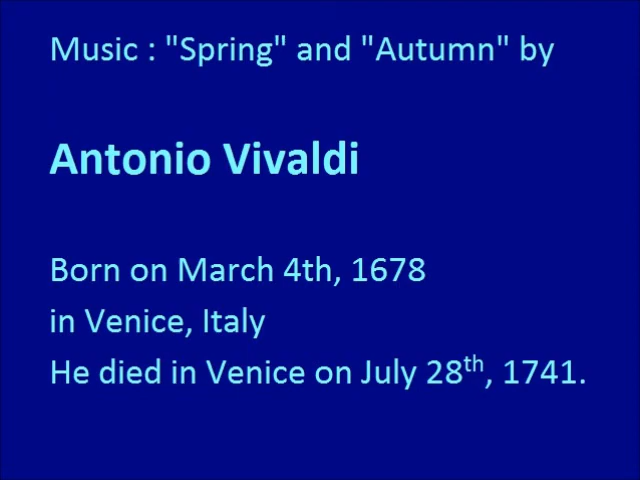 Music : "Spring" and "Autumn" by
Antonio Vivaldi
Born on March 4th, 1678
in Venice, Italy
He died in Venice on July 28th, 1741.